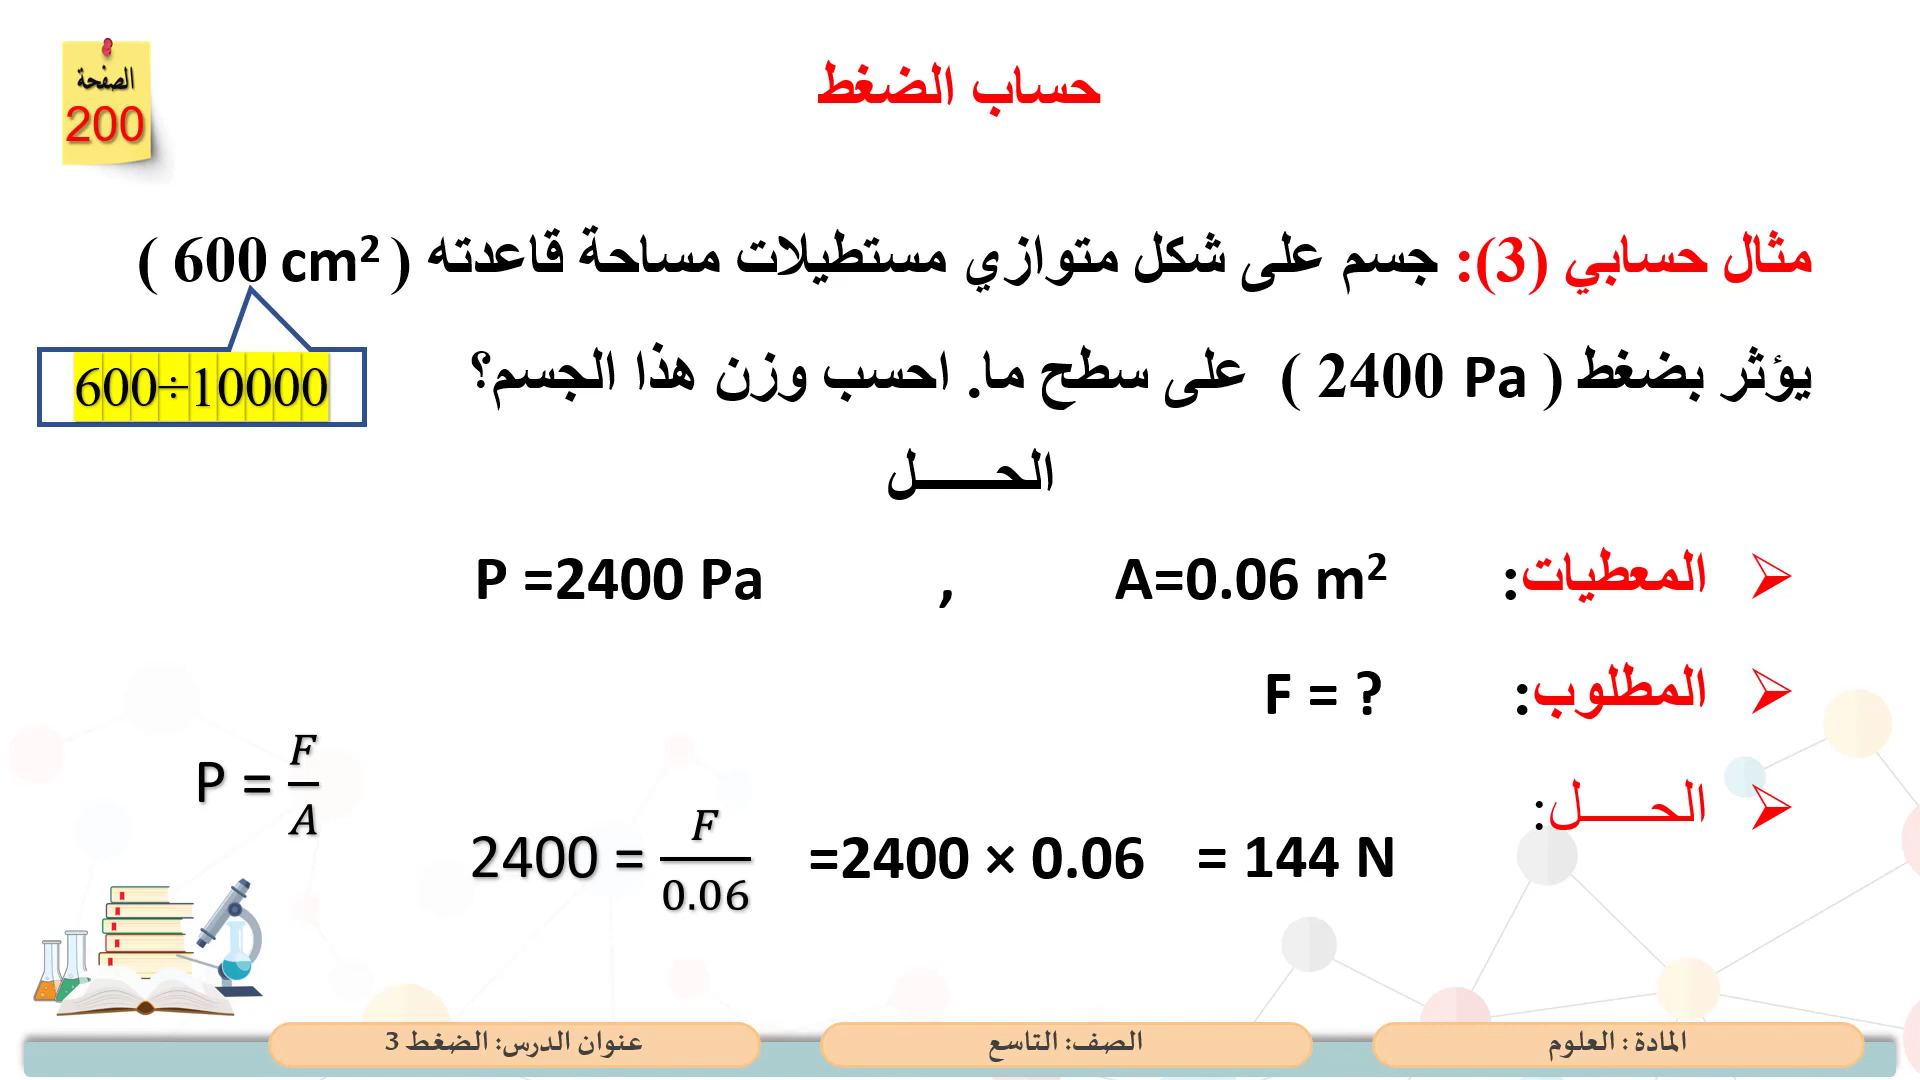 الصفحة
200
حساب الضغط
مثال حسابي (3): جسم على شكل متوازي مستطيلات مساحة قاعدته ( 600 cm² )
600÷10000
يؤثر بضغط ( 2400 Pa ) على سطح ما. احسب وزن هذا الجسم؟
الحـــــــل
المعطيات: A=0.06 m² , P =2400 Pa
المطلوب: F = ?
الحـــــــل:
P = F/A
2400 = F/0.06 =2400 × 0.06 = 144 N
المادة : العلوم
الصف: التاسع
عنوان الدرس: الضغط 3